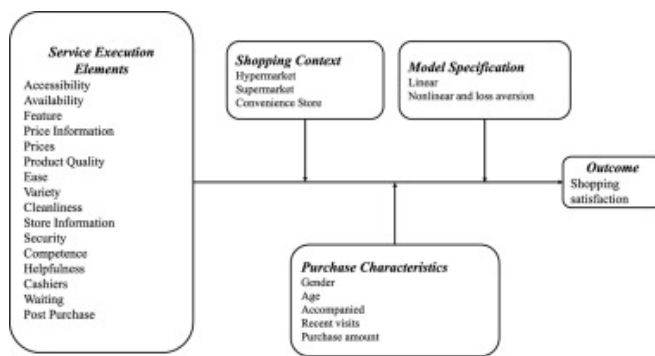 Service Execution
Elements
Accessibility
Availability
Feature
Price Information
Prices
Product Quality
Ease
Variety
Cleanliness
Store Information
Security
Competence
Helpfulness
Cashiers
Waiting
Post Purchase
Shopping Context
Hypermarket
Supermarket
Convenience Store
Model Specification
Linear
Nonlinear and loss aversion
Outcome
Shopping
satisfaction
Purchase Characteristics
Gender
Age
Accompanied
Recent visits
Purchase amount